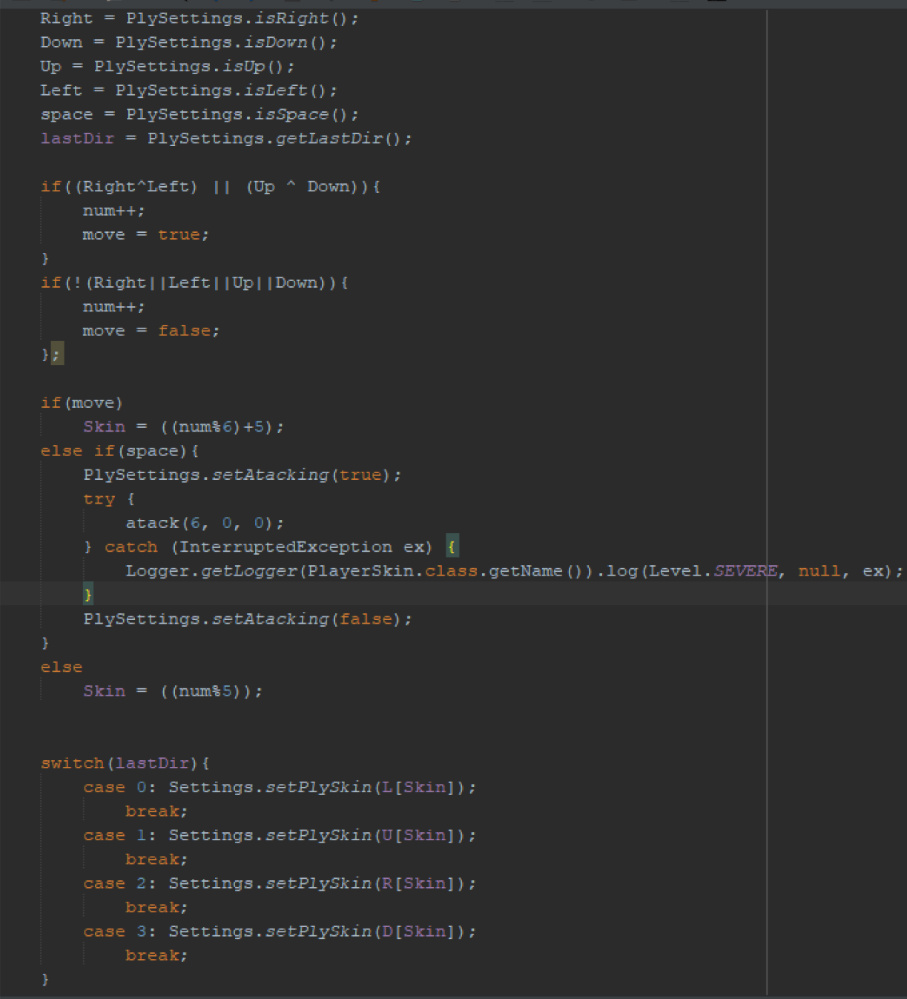 Right = PlySettings.isRight();
Down = PlySettings.isDown();
Up = PlySettings.isUp();
Left = PlySettings.isLeft();
space = PlySettings.isSpace();
lastDir = PlySettings.getLastDir();
if((Right^Left) || (Up ^ Down)){
num++;
move = true;
}
if(!(Right||Left||Up||Down)){
num++;
move = false;
};
if(move)
Skin = ((num%6)+5);
else if(space){
PlySettings.setAtacking(true);
try {
atack(6, 0, 0);
} catch (InterruptedException ex) {
Logger.getLogger(PlayerSkin.class.getName()).log(Level.SEVERE, null, ex);
}
PlySettings.setAtacking(false);
}
else
Skin = ((num%5));
switch(lastDir){
case 0: Settings.setPlySkin(L[Skin]);
break;
case 1: Settings.setPlySkin(U[Skin]);
break;
case 2: Settings.setPlySkin(R[Skin]);
break;
case 3: Settings.setPlySkin(D[Skin]);
break;
}